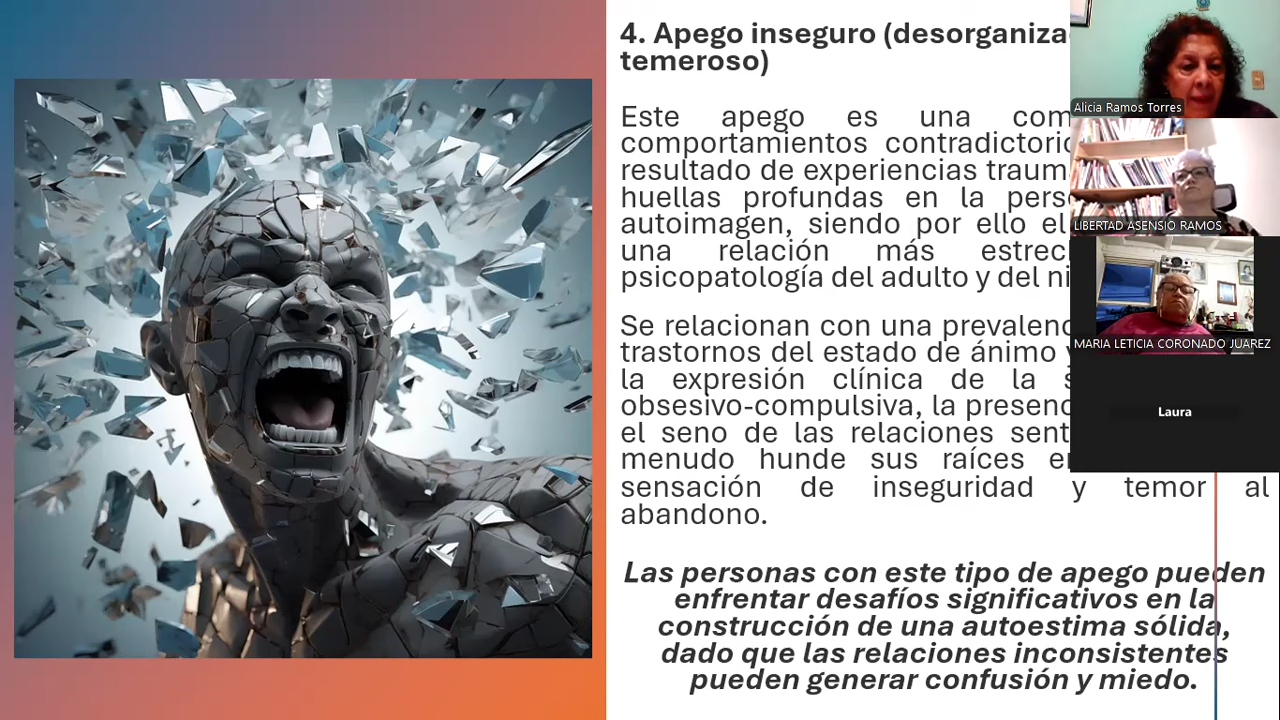 4. Apego inseguro (desorganiza
temeroso)
Este apego es una com
comportamientos contradictori
resultado de experiencias traum
huellas profundas en la pers
autoimagen, siendo por ello el
una relación más estrec
psicopatología del adulto y del ni
Se relacionan con una prevalen
trastornos del estado de ánimo
la expresión clínica de la s
obsesivo-compulsiva, la presen
el seno de las relaciones sent
menudo hunde sus raíces e
sensación de inseguridad y temor al
abandono.
Las personas con este tipo de apego pueden
enfrentar desafíos significativos en la
construcción de una autoestima sólida,
dado que las relaciones inconsistentes
pueden generar confusión y miedo.
Alicia Ramos Torres
LIBERTAD ASENSIO RAMOS
MARIA LETICIA CORONADO JUAREZ
Laura